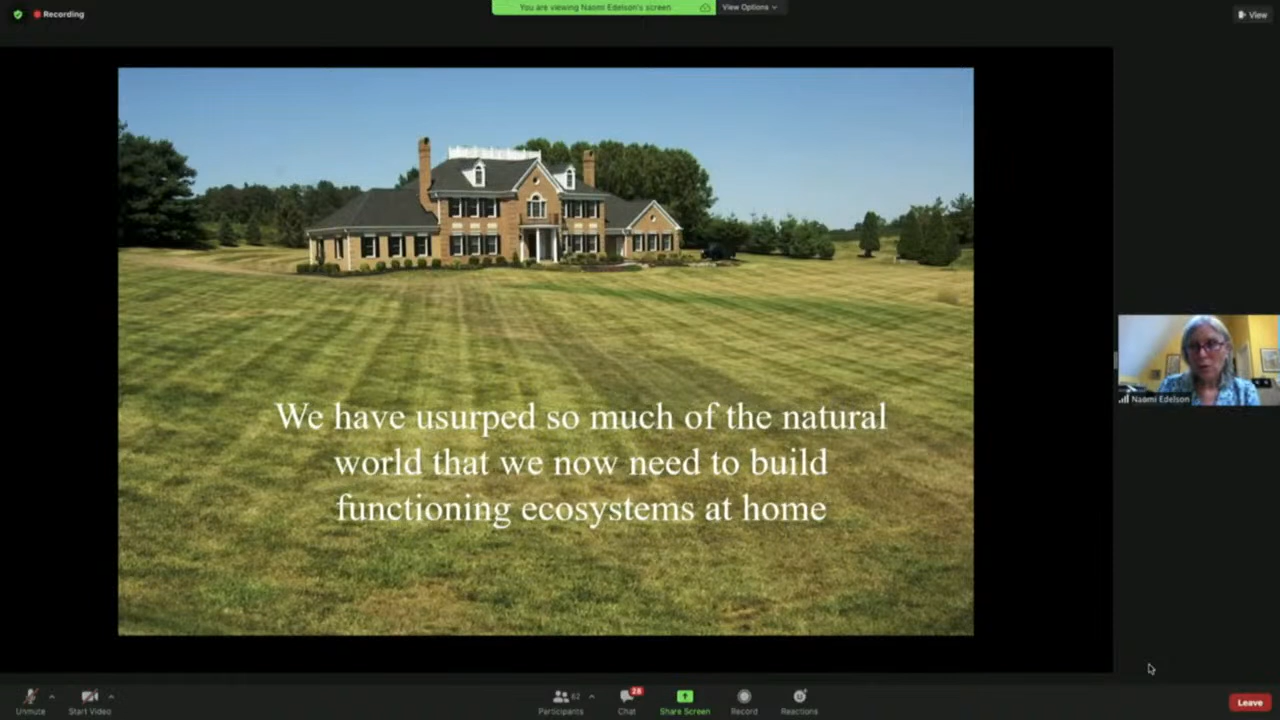 Recording
You are viewing Naomi Edelson's screen
View Options
View
We have usurped so much of the natural
world that we now need to build
functioning ecosystems at home
Naomi Edelson
Unmute
Start Video
Participants
62
Chat
28
Share Screen
Record
Reactions
Leave